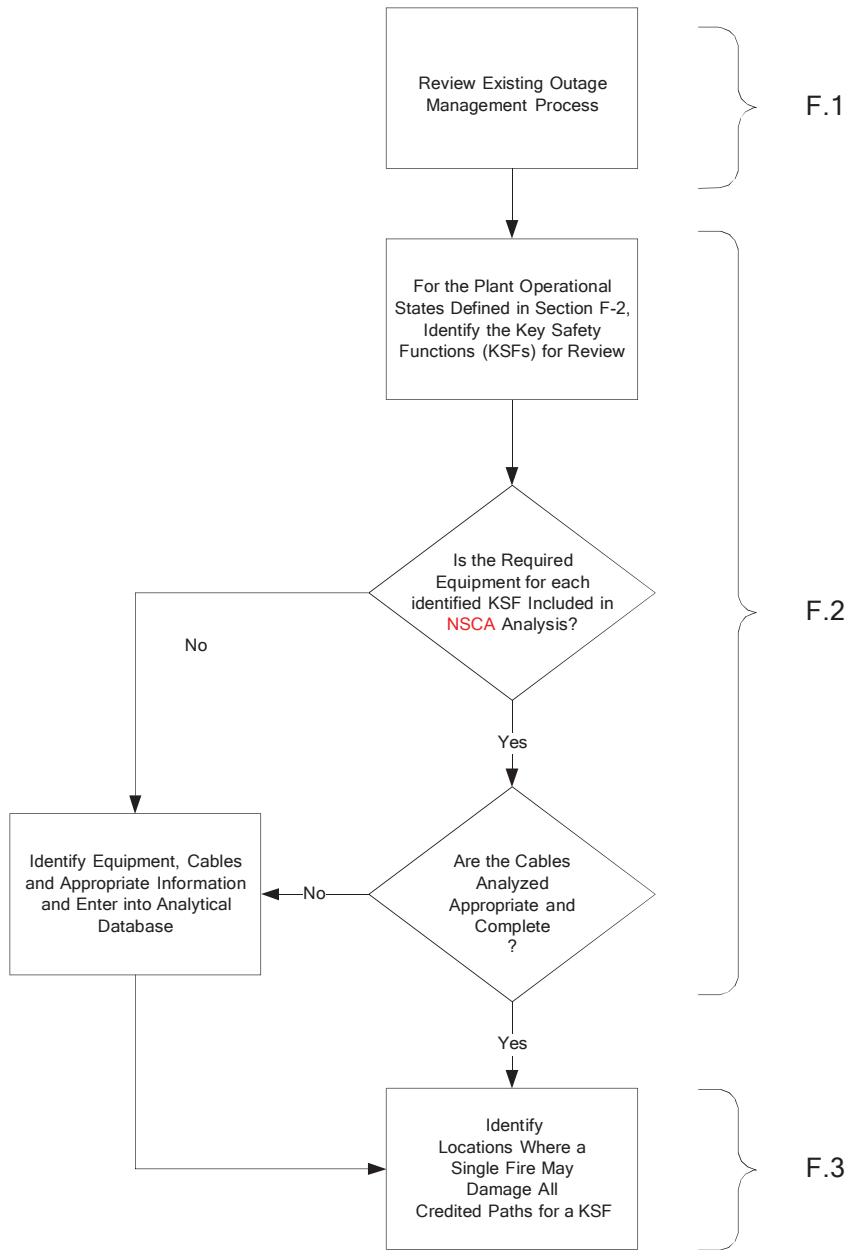 Review Existing Outage
Management Process
F.1
For the Plant Operational
States Defined in Section F-2,
Identify the Key Safety
Functions (KSFs) for Review
Is the Required
Equipment for each
identified KSF Included in
NSCA Analysis?
F.2
No
Yes
Identify Equipment, Cables
and Appropriate Information
and Enter into Analytical
Database
No
Are the Cables
Analyzed
Appropriate and
Complete
?
Yes
Identify
Locations Where a
Single Fire May
Damage All
Credited Paths for a KSF
F.3